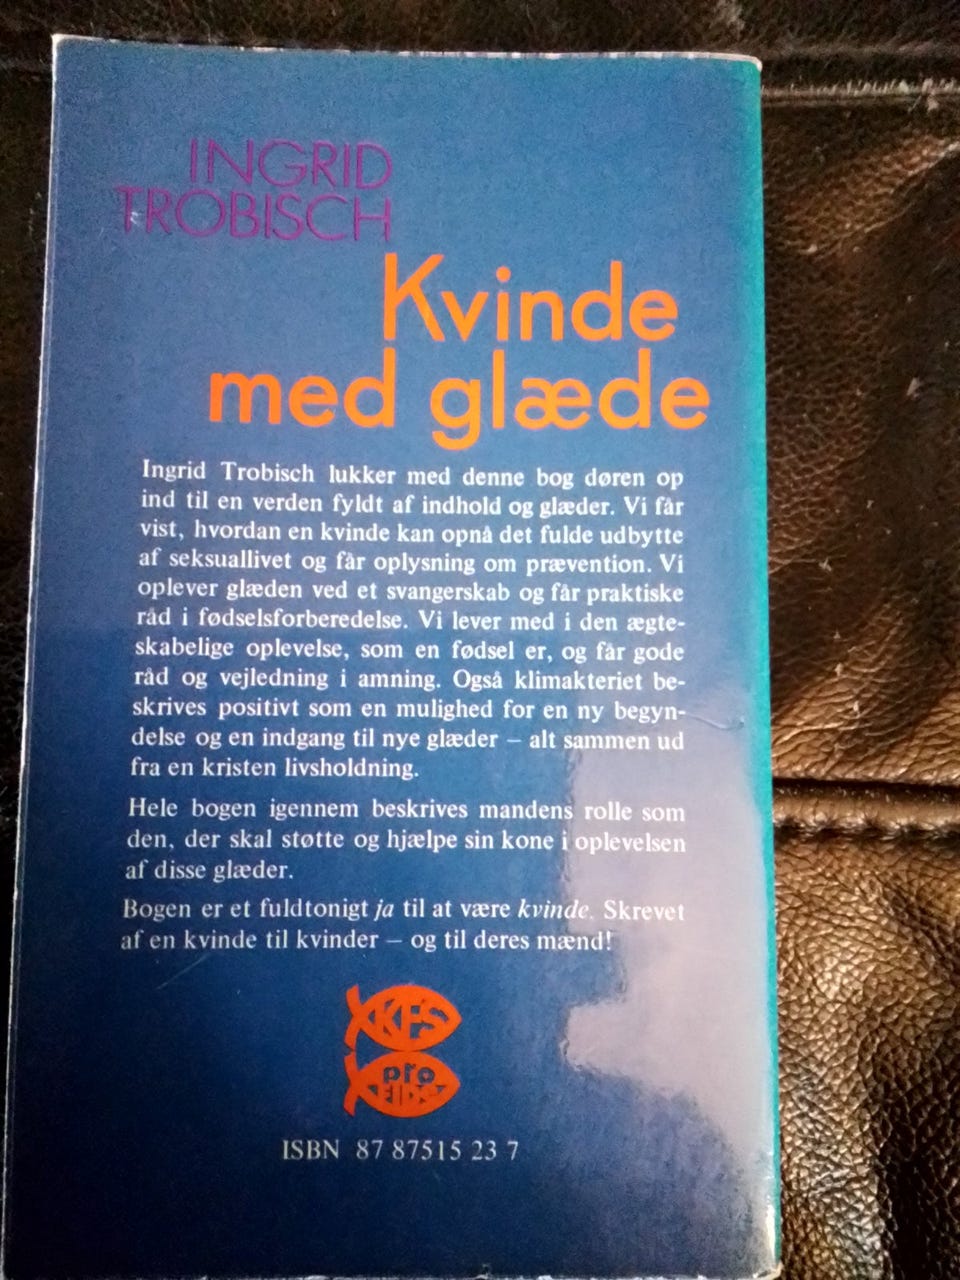 INGRID
TROBISCH
Kvinde
med glæde
Ingrid Trobisch lukker med denne bog døren op
ind til en verden fyldt af indhold og glæder. Vi får
vist, hvordan en kvinde kan opnå det fulde udbytte
af seksuallivet og får oplysning om prævention. Vi
oplever glæden ved et svangerskab og får praktiske
råd i fødselsforberedelse. Vi lever med i den ægte-
skabelige oplevelse, som en fødsel er, og får gode
råd og vejledning i amning. Også klimakteriet be-
skrives positivt som en mulighed for en ny begyn-
delse og en indgang til nye glæder – alt sammen ud
fra en kristen livsholdning.
Hele bogen igennem beskrives mandens rolle som
den, der skal støtte og hjælpe sin kone i oplevelsen
af disse glæder.
Bogen er et fuldtonigt ja til at være kvinde. Skrevet
af en kvinde til kvinder – og til deres mænd!
KFS
pro
ISBN 87 87515 23 7